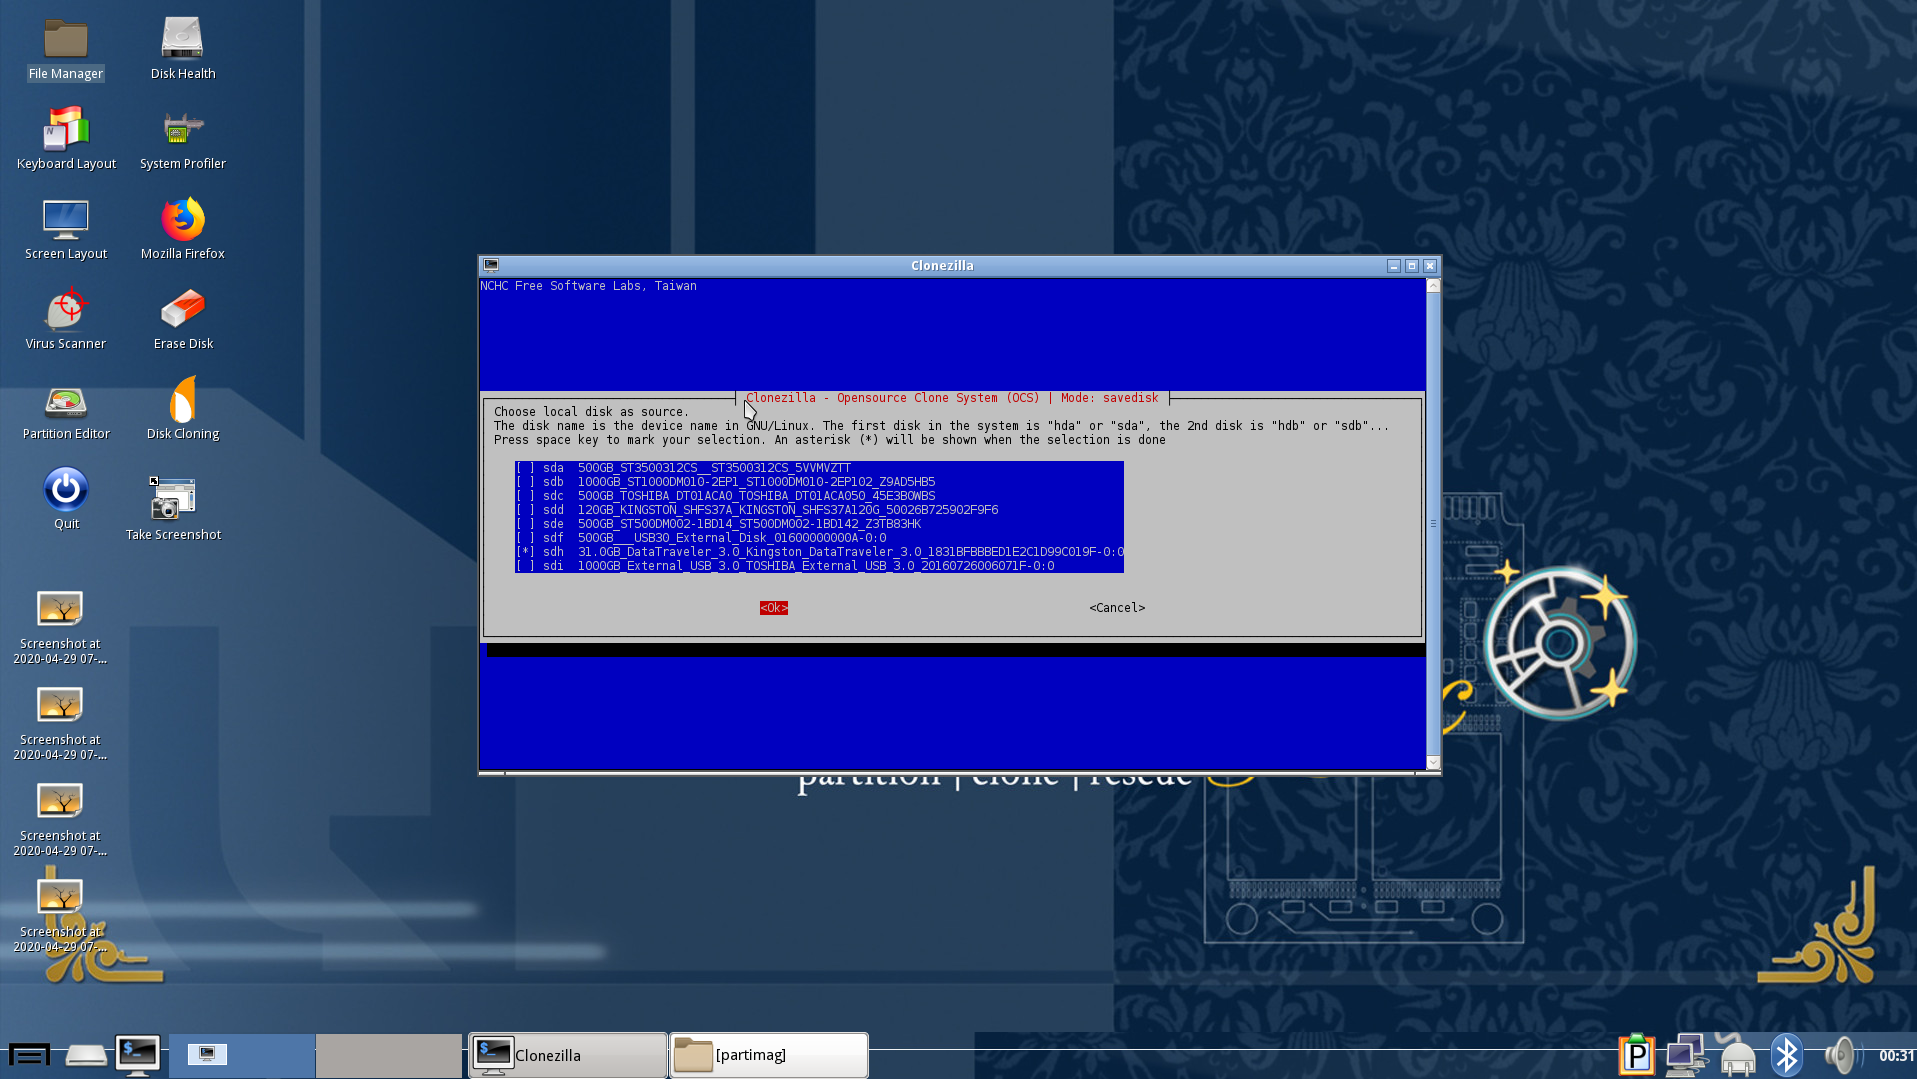 File Manager
Disk Health
Keyboard Layout
System Profiler
Screen Layout
Mozilla Firefox
Virus Scanner
Erase Disk
Partition Editor
Disk Cloning
Quit
Take Screenshot
Screenshot at
2020-04-29 07-...
Screenshot at
2020-04-29 07-...
Screenshot at
2020-04-29 07-...
Screenshot at
2020-04-29 07-...
Clonezilla
NCHC Free Software Labs, Taiwan
Clonezilla - Opensource Clone System (OCS) | Mode: savedisk
Choose local disk as source.
The disk name is the device name in GNU/Linux. The first disk in the system is "hda" or "sda", the 2nd disk is "hdb" or "sdb"...
Press space key to mark your selection. An asterisk (*) will be shown when the selection is done
[ ] sda 500GB_ST3500312CS__ST3500312CS_5VVMVZTT
[ ] sdb 1000GB_ST1000DM010-2EP1_ST1000DM010-2EP102_Z9AD5HB5
[ ] sdc 500GB_TOSHIBA_DT01ACA0_TOSHIBA_DT01ACA050_45E3B0WBS
[ ] sdd 120GB_KINGSTON_SHFS37A_KINGSTON_SHFS37A120G_50026B725902F9F6
[ ] sde 500GB_ST500DM002-1BD14_ST500DM002-1BD142_Z3TB83HK
[ ] sdf 500GB___USB30_External_Disk_01600000000A-0:0
[*] sdh 31.0GB_DataTraveler_3.0_Kingston_DataTraveler_3.0_1831BFBBBED1E2C1D99C019F-0:0
[ ] sdi 1000GB_External_USB_3.0_TOSHIBA_External_USB_3.0_20160726006071F-0:0
<Ok> <Cancel>
partition | clone | rescue
Clonezilla
[partimag]
P
00:31